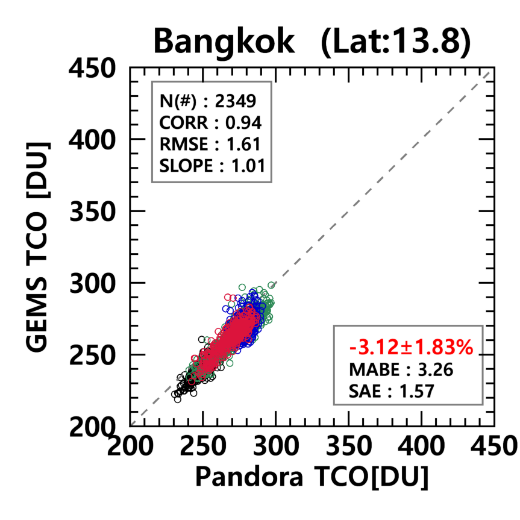 Bangkok (Lat:13.8)
450
400
350
300
250
200
GEMS TCO [DU]
N(#) : 2349
CORR : 0.94
RMSE : 1.61
SLOPE : 1.01
-3.12±1.83%
MABE : 3.26
SAE : 1.57
200 250 300 350 400 450
Pandora TCO[DU]